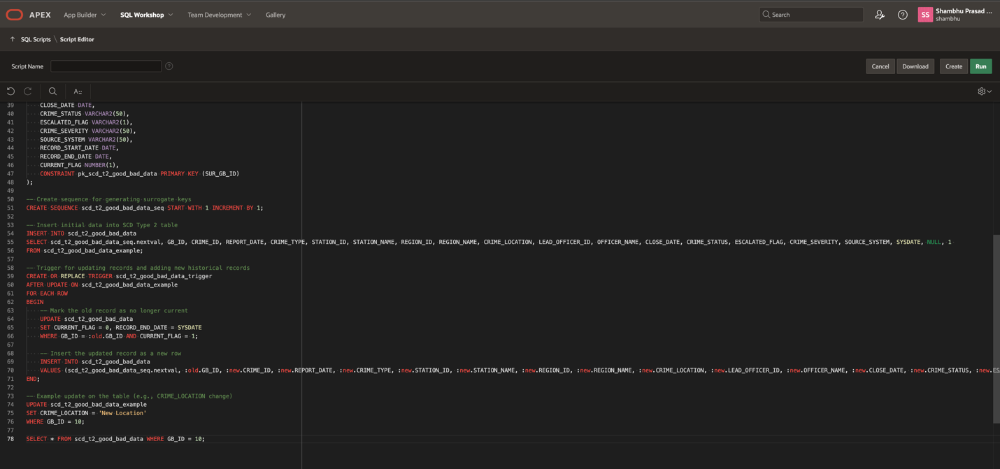 APEX App Builder SQL Workshop Team Development Gallery Search SS Shambhu Prasad ...
shambhu
↑ SQL Scripts \ Script Editor
Script Name Cancel Download Create Run
39 CLOSE_DATE DATE,
40 CRIME_STATUS VARCHAR2(50),
41 ESCALATED_FLAG VARCHAR2(1),
42 CRIME_SEVERITY VARCHAR2(50),
43 SOURCE_SYSTEM VARCHAR2(50),
44 RECORD_START_DATE DATE,
45 RECORD_END_DATE DATE,
46 CURRENT_FLAG NUMBER(1),
47 CONSTRAINT pk_scd_t2_good_bad_data PRIMARY KEY (SUR_GB_ID)
48 );
49
50 -- Create sequence for generating surrogate keys
51 CREATE SEQUENCE scd_t2_good_bad_data_seq START WITH 1 INCREMENT BY 1;
52
53 -- Insert initial data into SCD Type 2 table
54 INSERT INTO scd_t2_good_bad_data
55 SELECT scd_t2_good_bad_data_seq.nextval, GB_ID, CRIME_ID, REPORT_DATE, CRIME_TYPE, STATION_ID, STATION_NAME, REGION_ID, REGION_NAME, CRIME_LOCATION, LEAD_OFFICER_ID, OFFICER_NAME, CLOSE_DATE, CRIME_STATUS, ESCALATED_FLAG, CRIME_SEVERITY, SOURCE_SYSTEM, SYSDATE, NULL, 1
56 FROM scd_t2_good_bad_data_example;
57
58 -- Trigger for updating records and adding new historical records
59 CREATE OR REPLACE TRIGGER scd_t2_good_bad_data_trigger
60 AFTER UPDATE ON scd_t2_good_bad_data_example
61 FOR EACH ROW
62 BEGIN
63 -- Mark the old record as no longer current
64 UPDATE scd_t2_good_bad_data
65 SET CURRENT_FLAG = 0, RECORD_END_DATE = SYSDATE
66 WHERE GB_ID = :old.GB_ID AND CURRENT_FLAG = 1;
67
68 -- Insert the updated record as a new row
69 INSERT INTO scd_t2_good_bad_data
70 VALUES (scd_t2_good_bad_data_seq.nextval, :old.GB_ID, :new.CRIME_ID, :new.REPORT_DATE, :new.CRIME_TYPE, :new.STATION_ID, :new.STATION_NAME, :new.REGION_ID, :new.REGION_NAME, :new.CRIME_LOCATION, :new.LEAD_OFFICER_ID, :new.OFFICER_NAME, :new.CLOSE_DATE, :new.CRIME_STATUS, :new.ES
71 END;
72
73 -- Example update on the table (e.g., CRIME_LOCATION change)
74 UPDATE scd_t2_good_bad_data_example
75 SET CRIME_LOCATION = 'New Location'
76 WHERE GB_ID = 10;
77
78 SELECT * FROM scd_t2_good_bad_data WHERE GB_ID = 10;